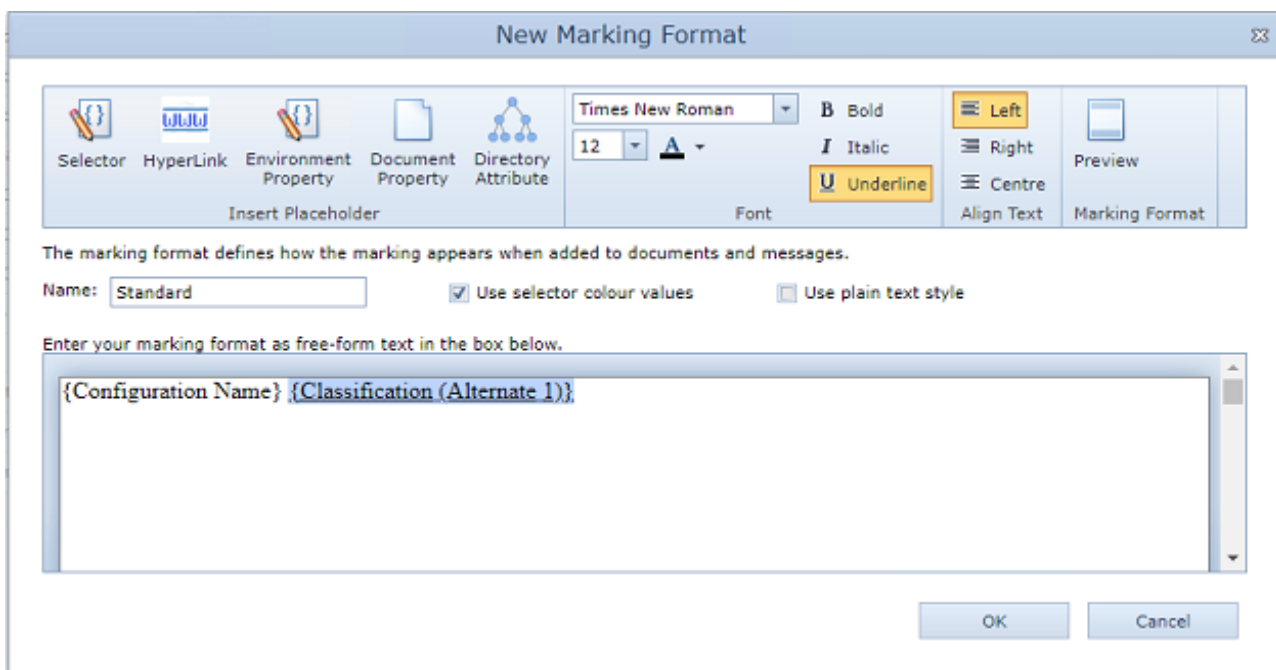 New Marking Format
Selector
HyperLink
Environment
Property
Document
Property
Directory
Attribute
Insert Placeholder
Times New Roman
12
A
B Bold
I Italic
U Underline
Font
Left
Right
Centre
Align Text
Preview
Marking Format
The marking format defines how the marking appears when added to documents and messages.
Name: Standard
Use selector colour values
Use plain text style
Enter your marking format as free-form text in the box below.
{Configuration Name} {Classification (Alternate 1)}
OK
Cancel